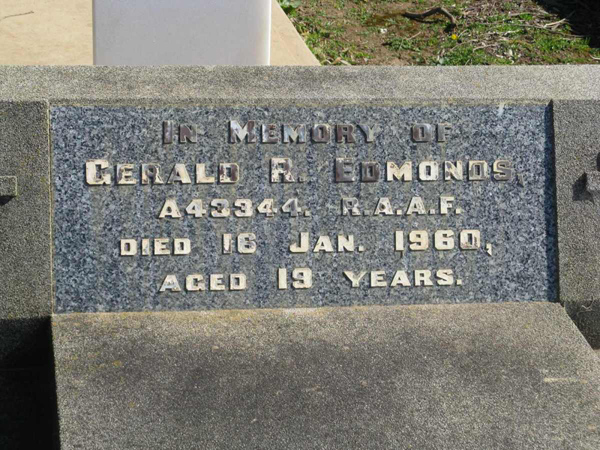 In Memory of
Gerald R. Edmonds,
A43344. R.A.A.F.
died 16 Jan. 1960,
aged 19 years.